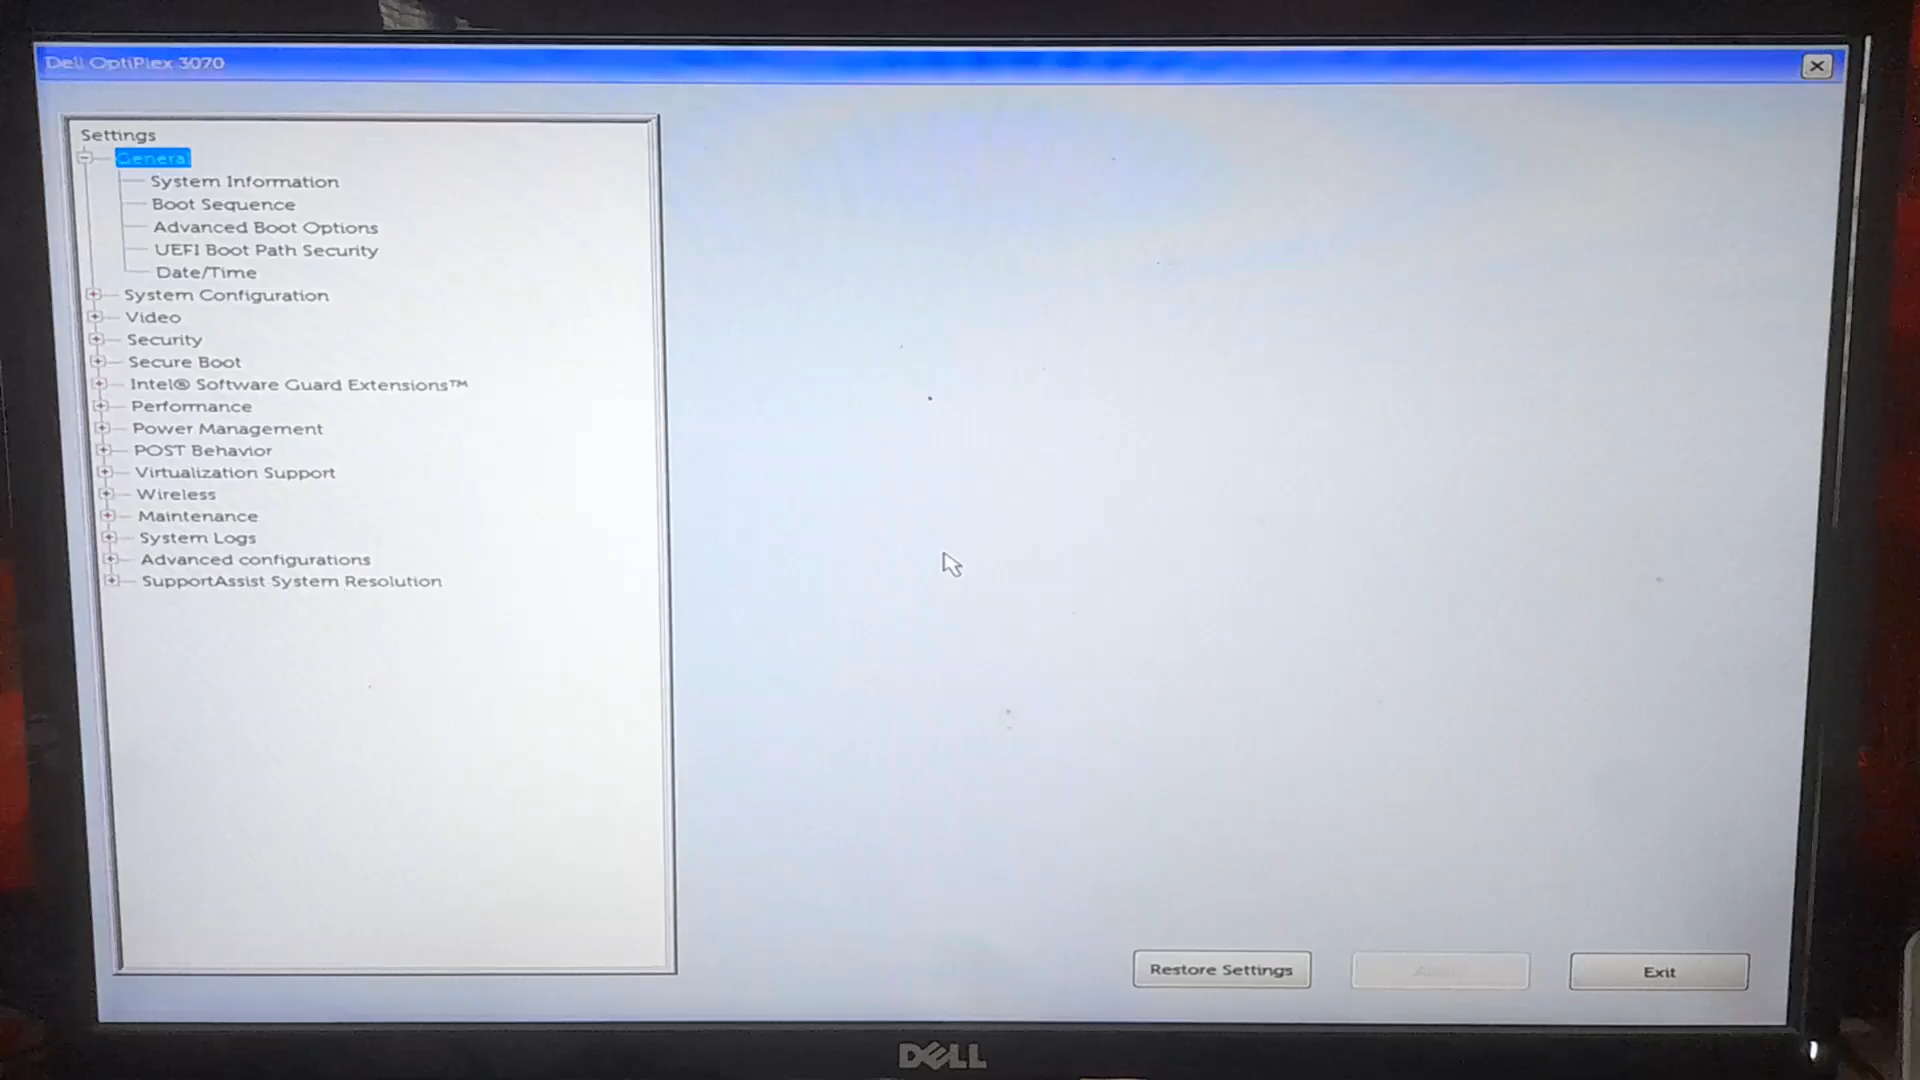 Dell OptiPlex 3070
Settings
General
System Information
Boot Sequence
Advanced Boot Options
UEFI Boot Path Security
Date/Time
System Configuration
Video
Security
Secure Boot
Intel® Software Guard Extensions™
Performance
Power Management
POST Behavior
Virtualization Support
Wireless
Maintenance
System Logs
Advanced configurations
SupportAssist System Resolution
Restore Settings
Exit
DELL